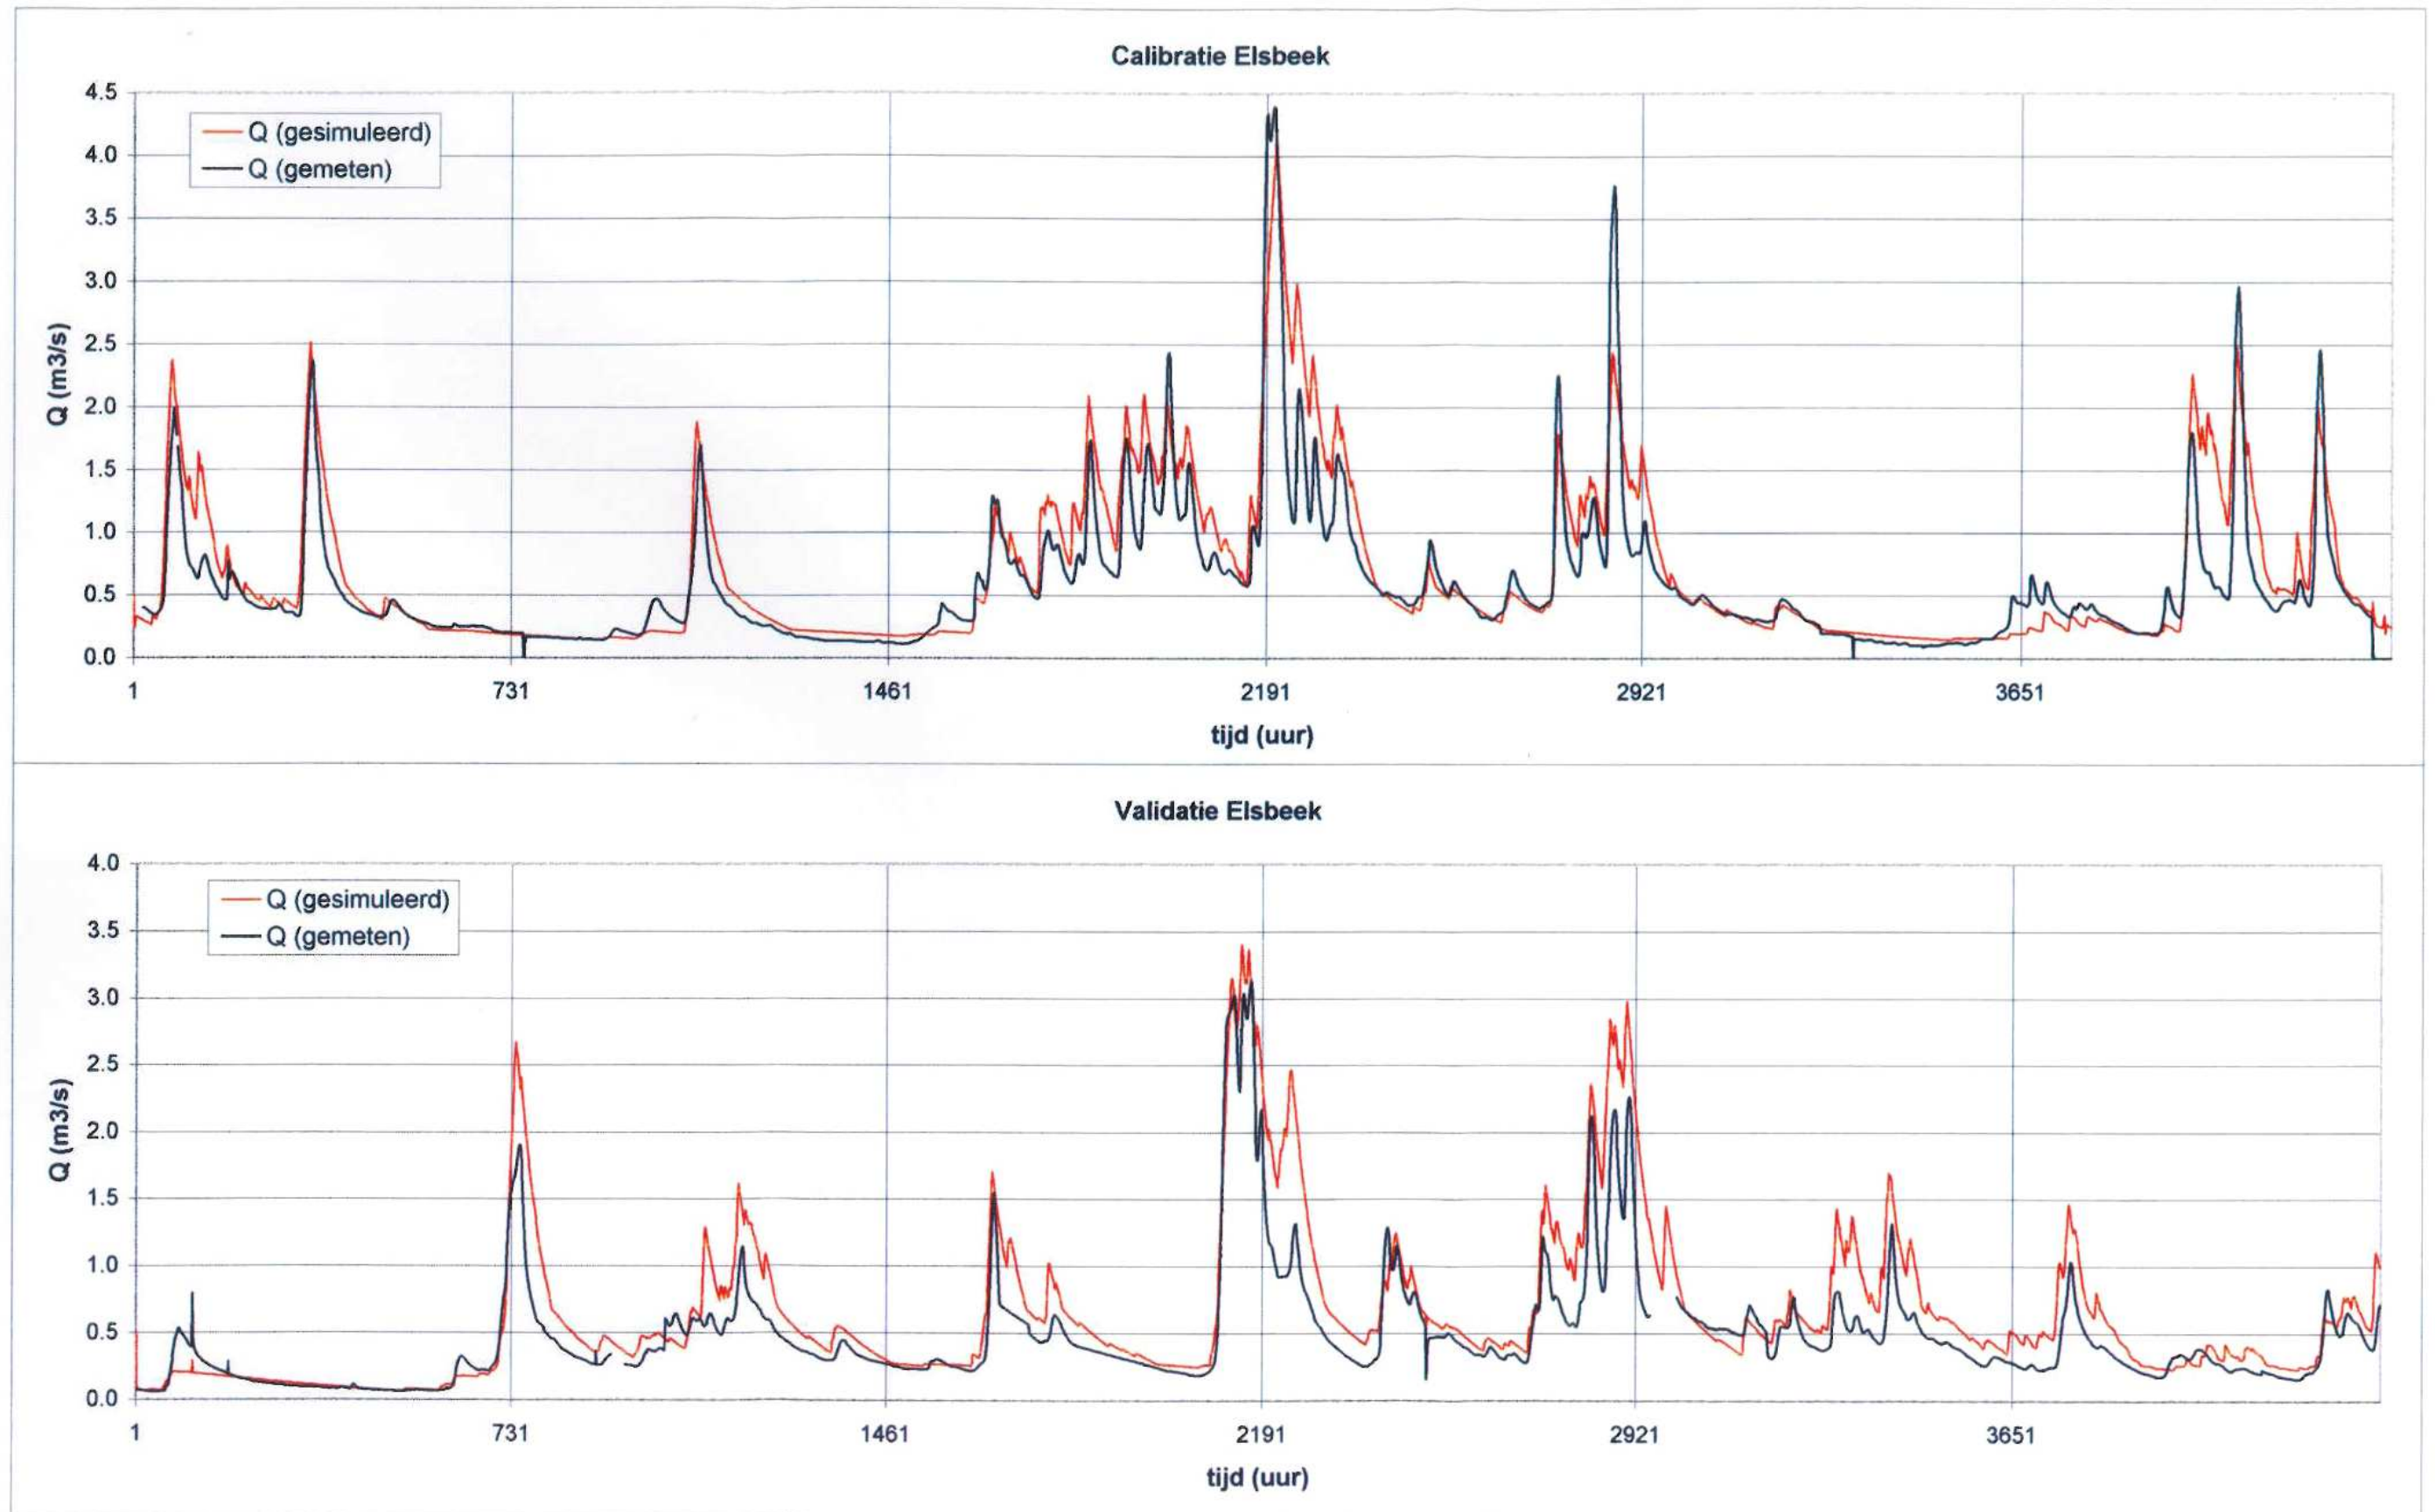 Calibratie Elsbeek
4.5
4.0
3.5
3.0
2.5
2.0
1.5
1.0
0.5
0.0
Q (m3/s)
Q (gesimuleerd)
Q (gemeten)
1 731 1461 2191 2921 3651
tijd (uur)
Validatie Elsbeek
4.0
3.5
3.0
2.5
2.0
1.5
1.0
0.5
0.0
Q (m3/s)
Q (gesimuleerd)
Q (gemeten)
1 731 1461 2191 2921 3651
tijd (uur)